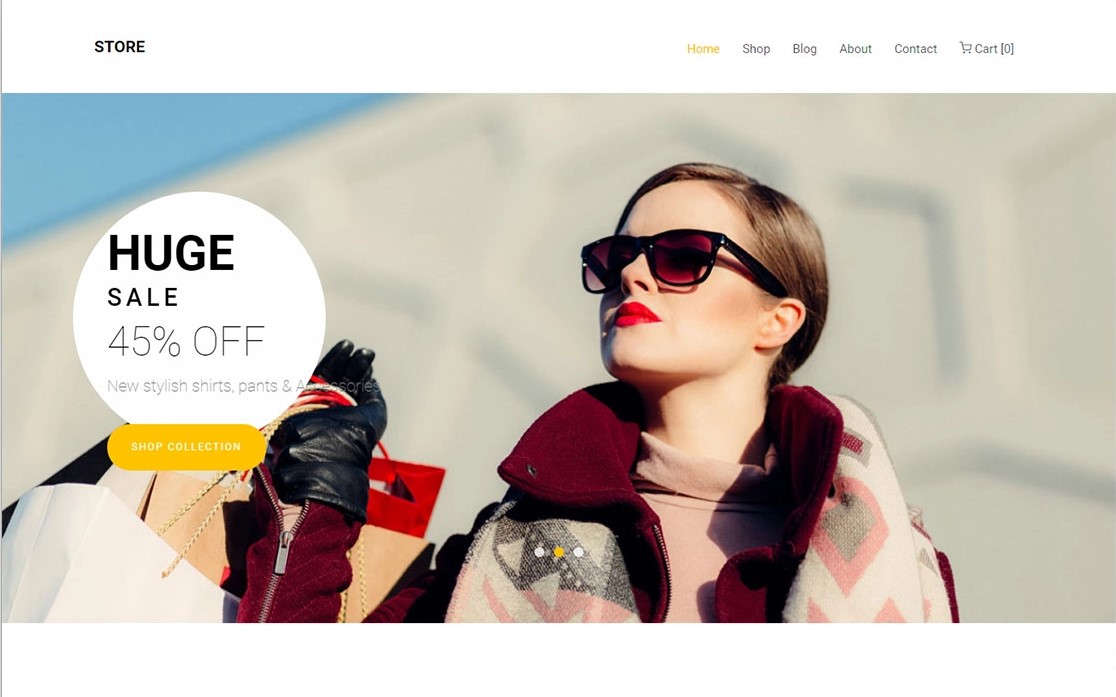 STORE
Home Shop Blog About Contact Cart [0]
HUGE
SALE
45% OFF
New stylish shirts, pants & Accessories
SHOP COLLECTION